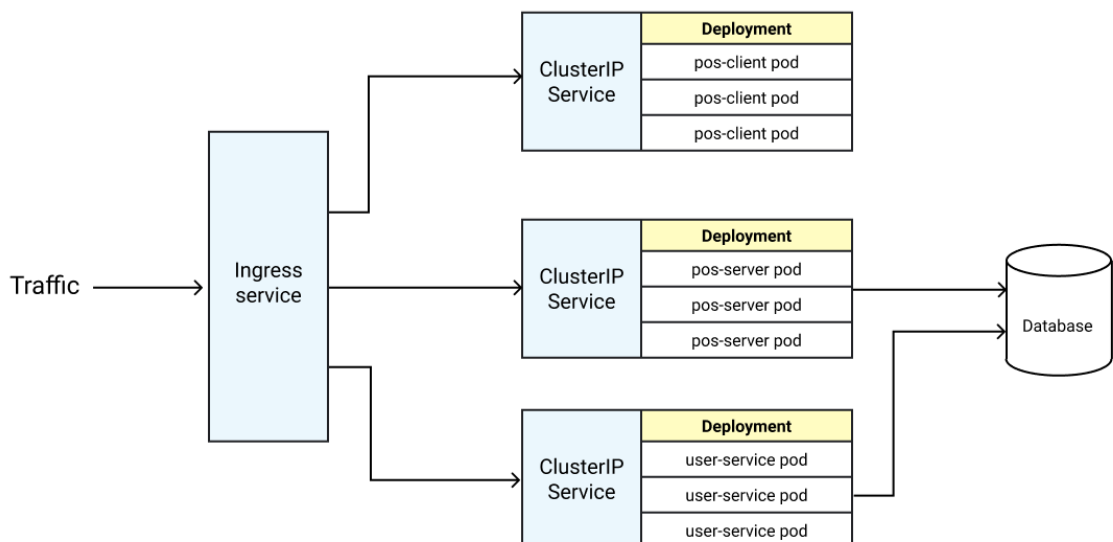 Traffic
Ingress
service
ClusterIP
Service
Deployment
pos-client pod
pos-client pod
pos-client pod
ClusterIP
Service
Deployment
pos-server pod
pos-server pod
pos-server pod
ClusterIP
Service
Deployment
user-service pod
user-service pod
user-service pod
Database